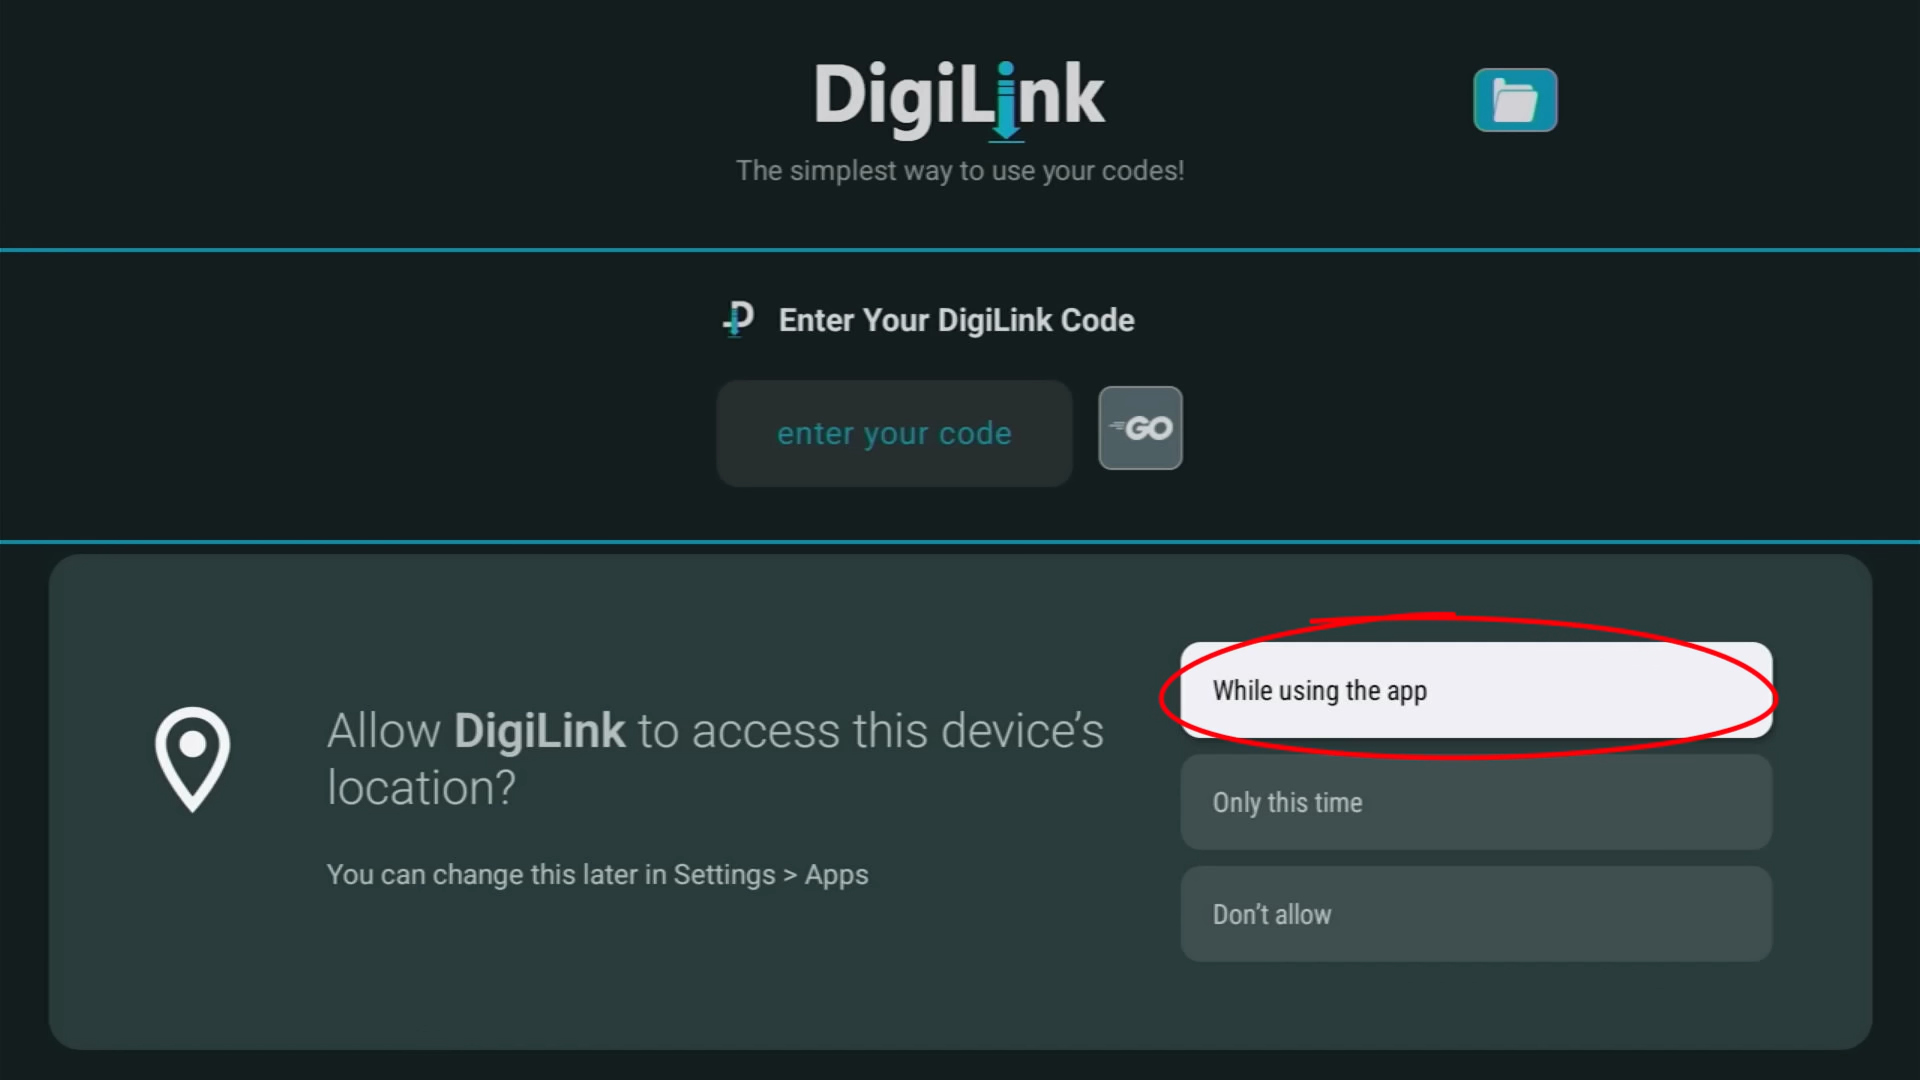 DigiLink
The simplest way to use your codes!
Enter Your DigiLink Code
enter your code
GO
Allow DigiLink to access this device’s
location?
You can change this later in Settings > Apps
While using the app
Only this time
Don’t allow